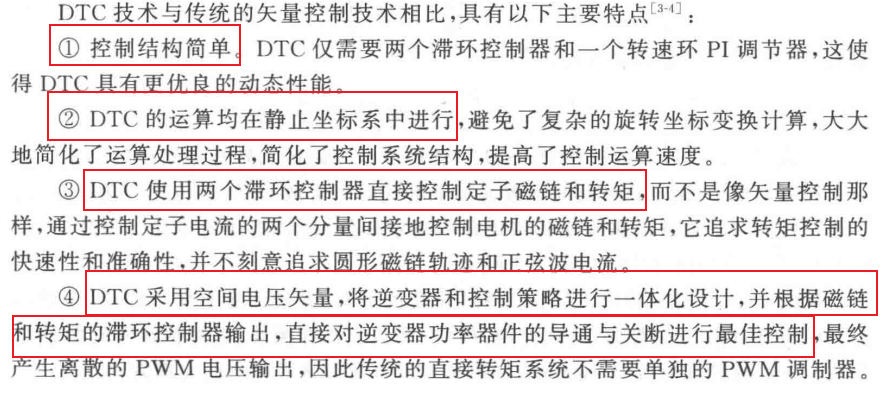 DTC 技术与传统的矢量控制技术相比,具有以下主要特点[3-4]:
① 控制结构简单。DTC 仅需要两个滞环控制器和一个转速环 PI 调节器,这使
得 DTC 具有更优良的动态性能。
② DTC 的运算均在静止坐标系中进行,避免了复杂的旋转坐标变换计算,大大
地简化了运算处理过程,简化了控制系统结构,提高了控制运算速度。
③ DTC 使用两个滞环控制器直接控制定子磁链和转矩,而不是像矢量控制那
样,通过控制定子电流的两个分量间接地控制电机的磁链和转矩,它追求转矩控制的
快速性和准确性,并不刻意追求圆形磁链轨迹和正弦波电流。
④ DTC 采用空间电压矢量,将逆变器和控制策略进行一体化设计,并根据磁链
和转矩的滞环控制器输出,直接对逆变器功率器件的导通与关断进行最佳控制,最终
产生离散的 PWM 电压输出,因此传统的直接转矩系统不需要单独的 PWM 调制器。